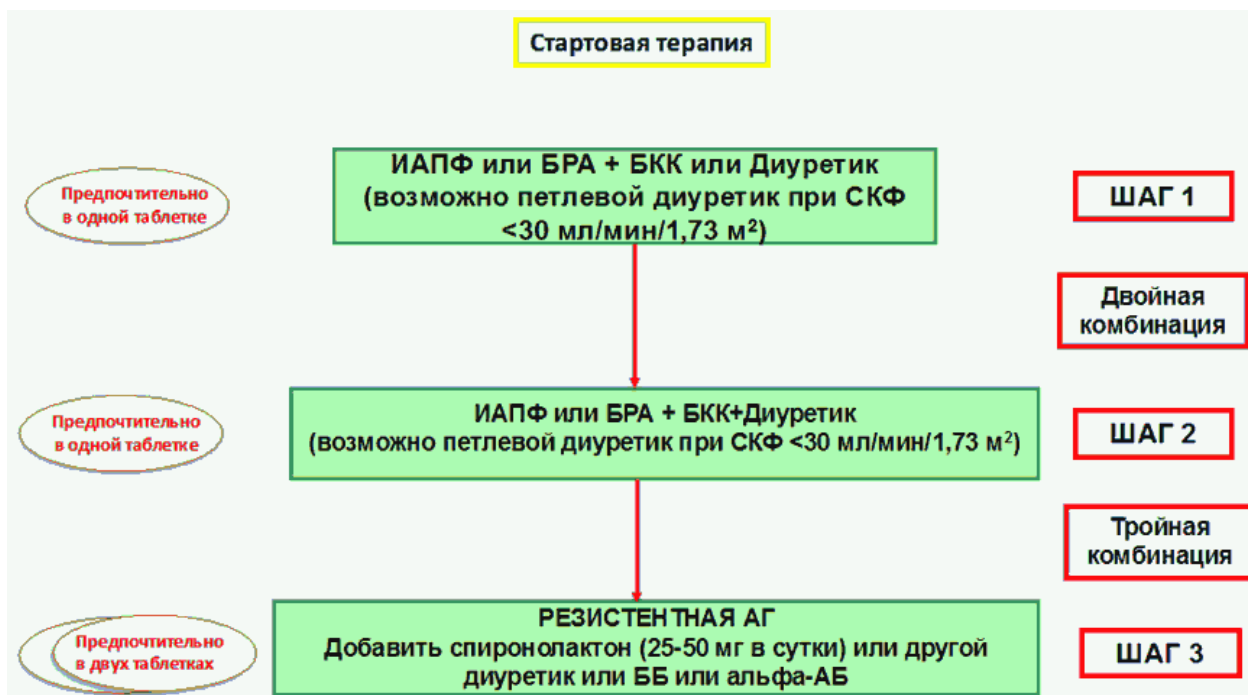 Стартовая терапия
Предпочтительно
в одной таблетке
ИАПФ или БРА + БКК или Диуретик
(возможно петлевой диуретик при СКФ
<30 мл/мин/1,73 м²)
ШАГ 1
Двойная
комбинация
Предпочтительно
в одной таблетке
ИАПФ или БРА + БКК+Диуретик
(возможно петлевой диуретик при СКФ <30 мл/мин/1,73 м²)
ШАГ 2
Тройная
комбинация
Предпочтительно
в двух таблетках
РЕЗИСТЕНТНАЯ АГ
Добавить спиронолактон (25-50 мг в сутки) или другой
диуретик или ББ или альфа-АБ
ШАГ 3